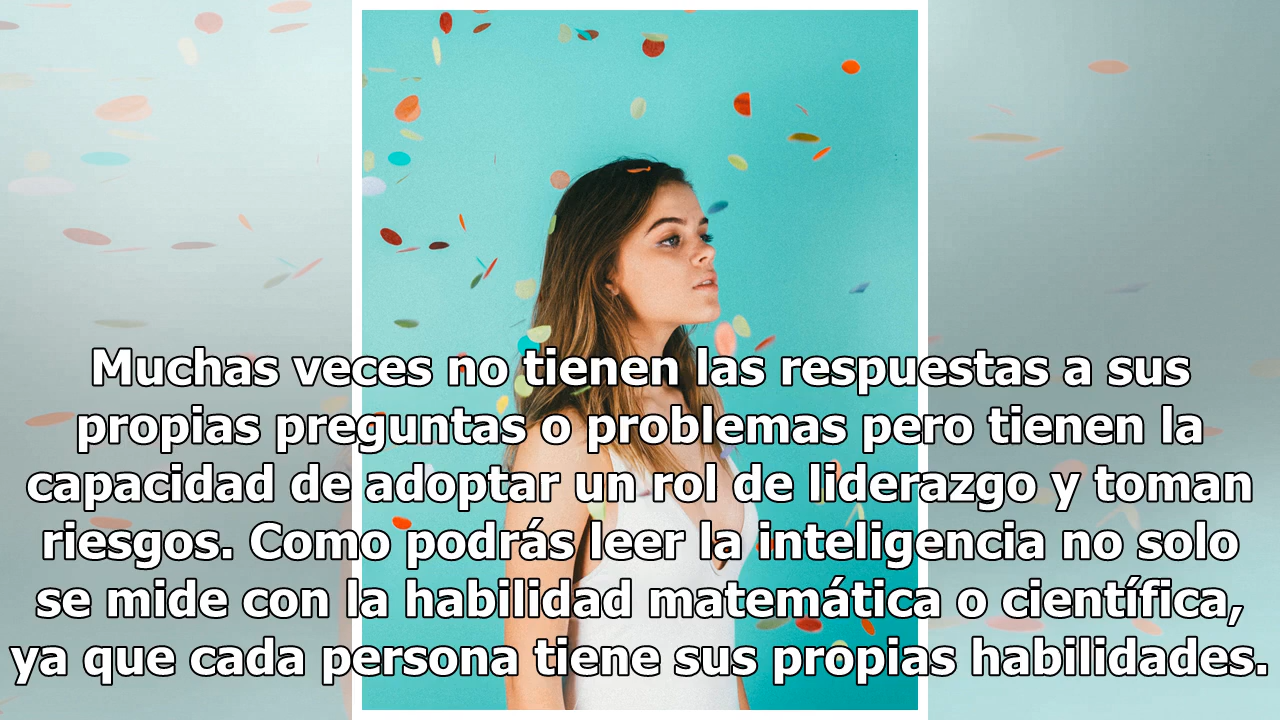 Muchas veces no tienen las respuestas a sus
propias preguntas o problemas pero tienen la
capacidad de adoptar un rol de liderazgo y toman
riesgos. Como podrás leer la inteligencia no solo
se mide con la habilidad matemática o científica,
ya que cada persona tiene sus propias habilidades.